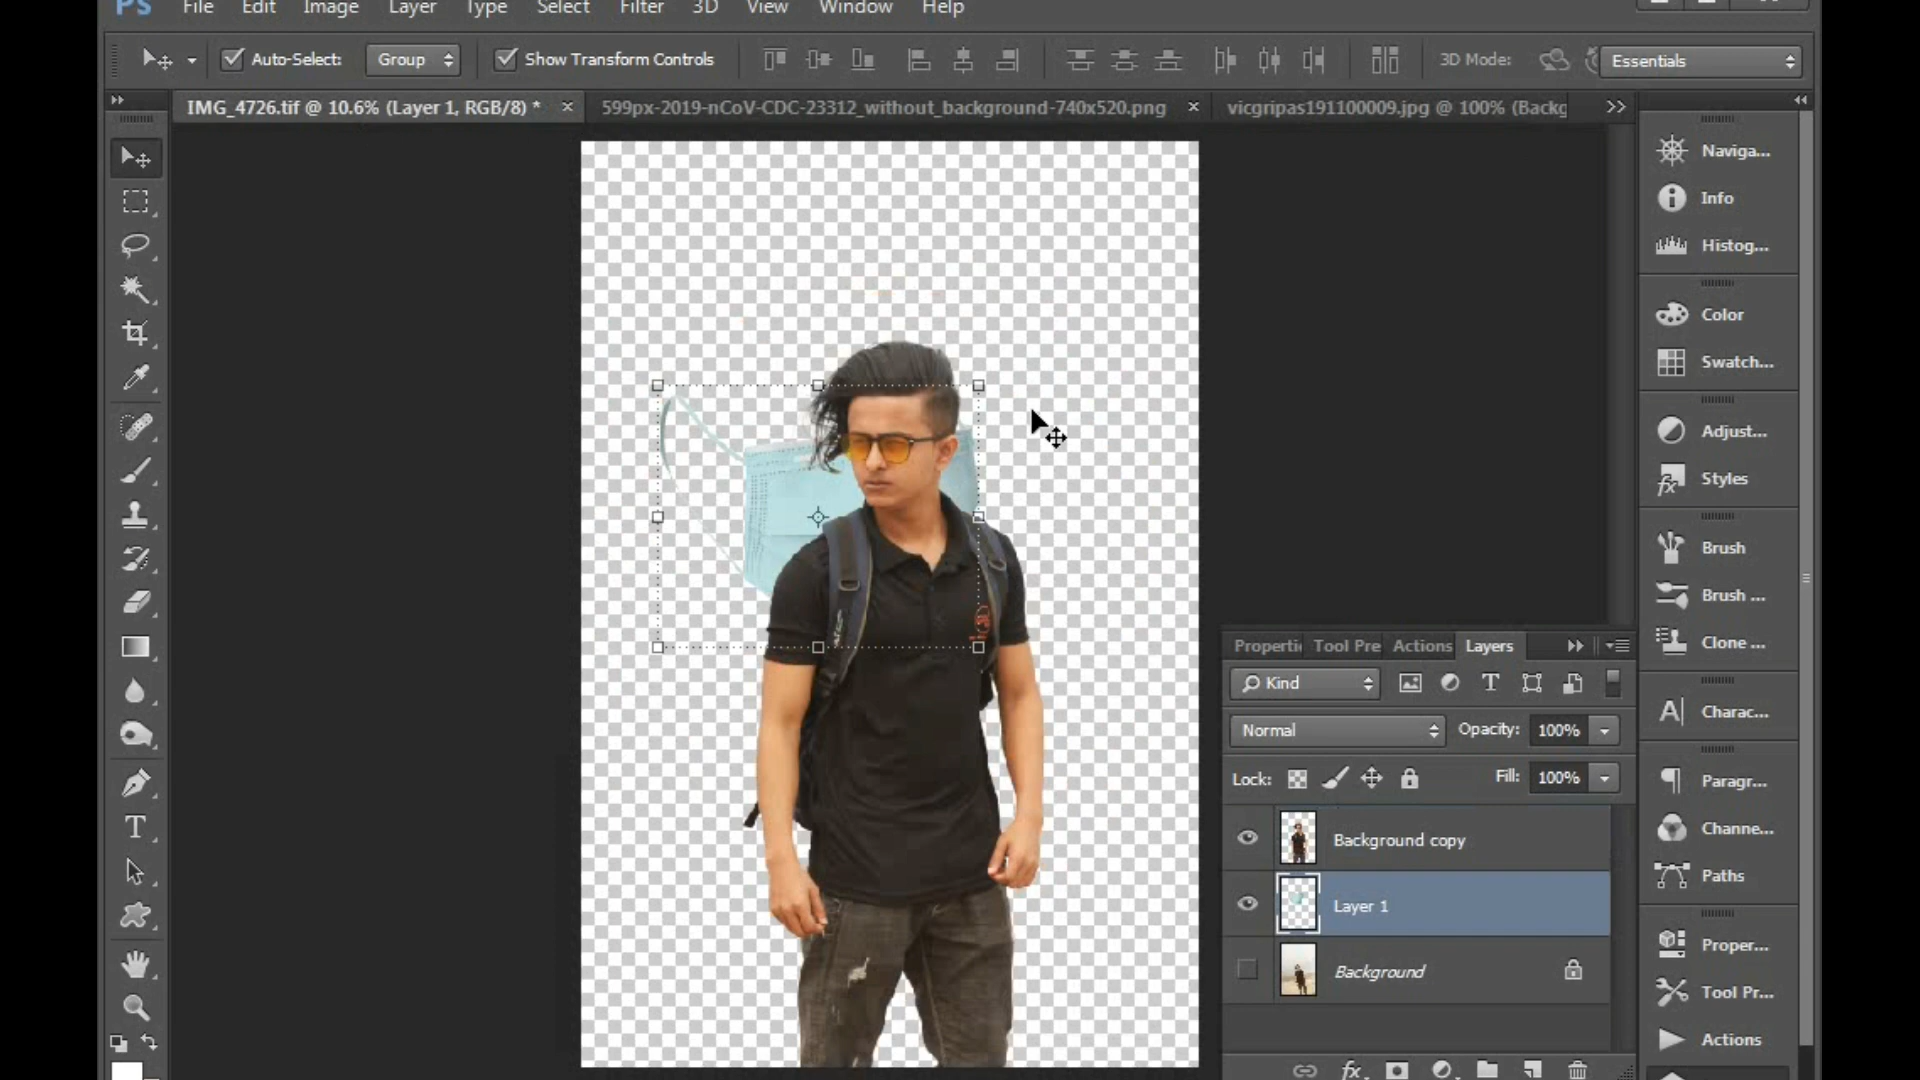 PS File Edit Image Layer Type Select Filter 3D View Window Help
Auto-Select: Group Show Transform Controls 3D Mode: Essentials
IMG_4726.tif @ 10.6% (Layer 1, RGB/8) * × 599px-2019-nCoV-CDC-23312_without_background-740x520.png × vicgripas191100009.jpg @ 100% (Backg
Naviga...
Info
Histog...
Color
Swatch...
Adjust...
Styles
Brush
Brush ...
Clone ...
Charac...
Paragr...
Channe...
Paths
Proper...
Tool Pr...
Actions
Properti Tool Pre Actions Layers
Kind
Normal Opacity: 100%
Lock: Fill: 100%
Background copy
Layer 1
Background